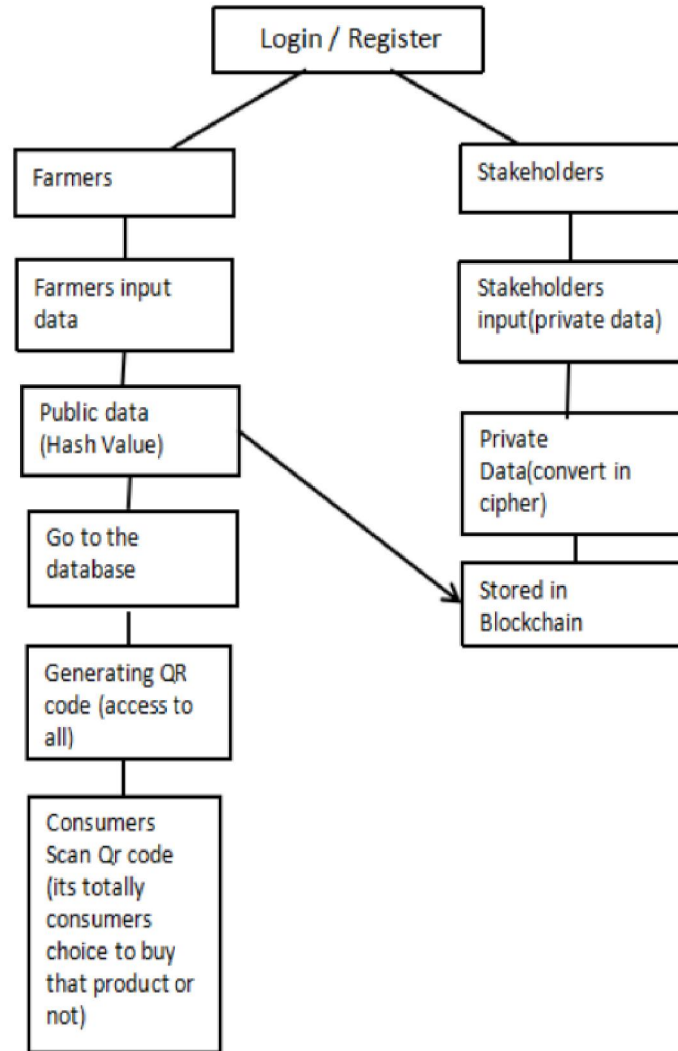 Login / Register
Farmers
Farmers input
data
Public data
(Hash Value)
Go to the
database
Generating QR
code (access to
all)
Consumers
Scan Qr code
(its totally
consumers
choice to buy
that product or
not)
Stakeholders
Stakeholders
input(private data)
Private
Data(convert in
cipher)
Stored in
Blockchain